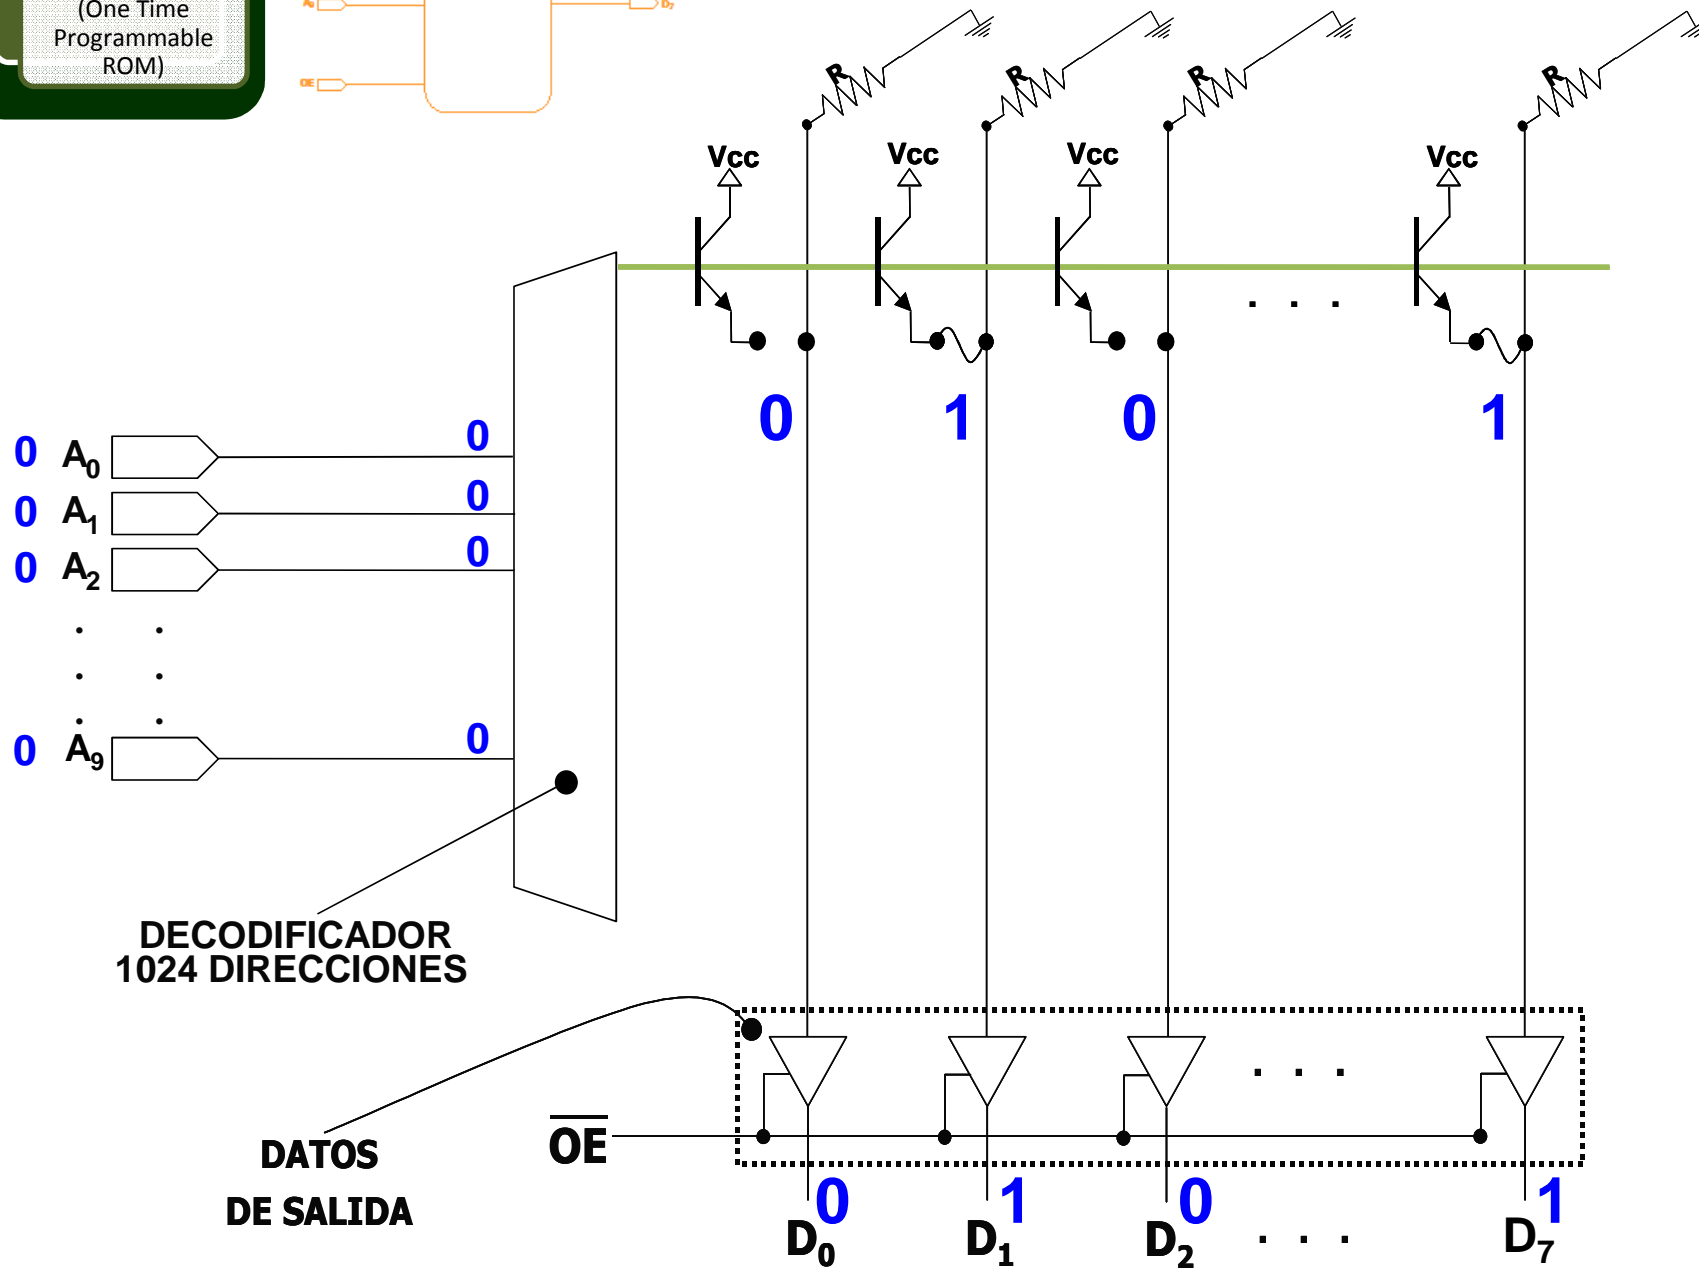 (One Time
Programmable
ROM)
OE
D7
R R R R
Vcc Vcc Vcc Vcc
. . .
0 1 0 1
0 A0 0
0 A1 0
0 A2 0
0 A9 0
DECODIFICADOR
1024 DIRECCIONES
. . .
OE
DATOS
DE SALIDA
0 1 0 1
D0 D1 D2 . . . D7